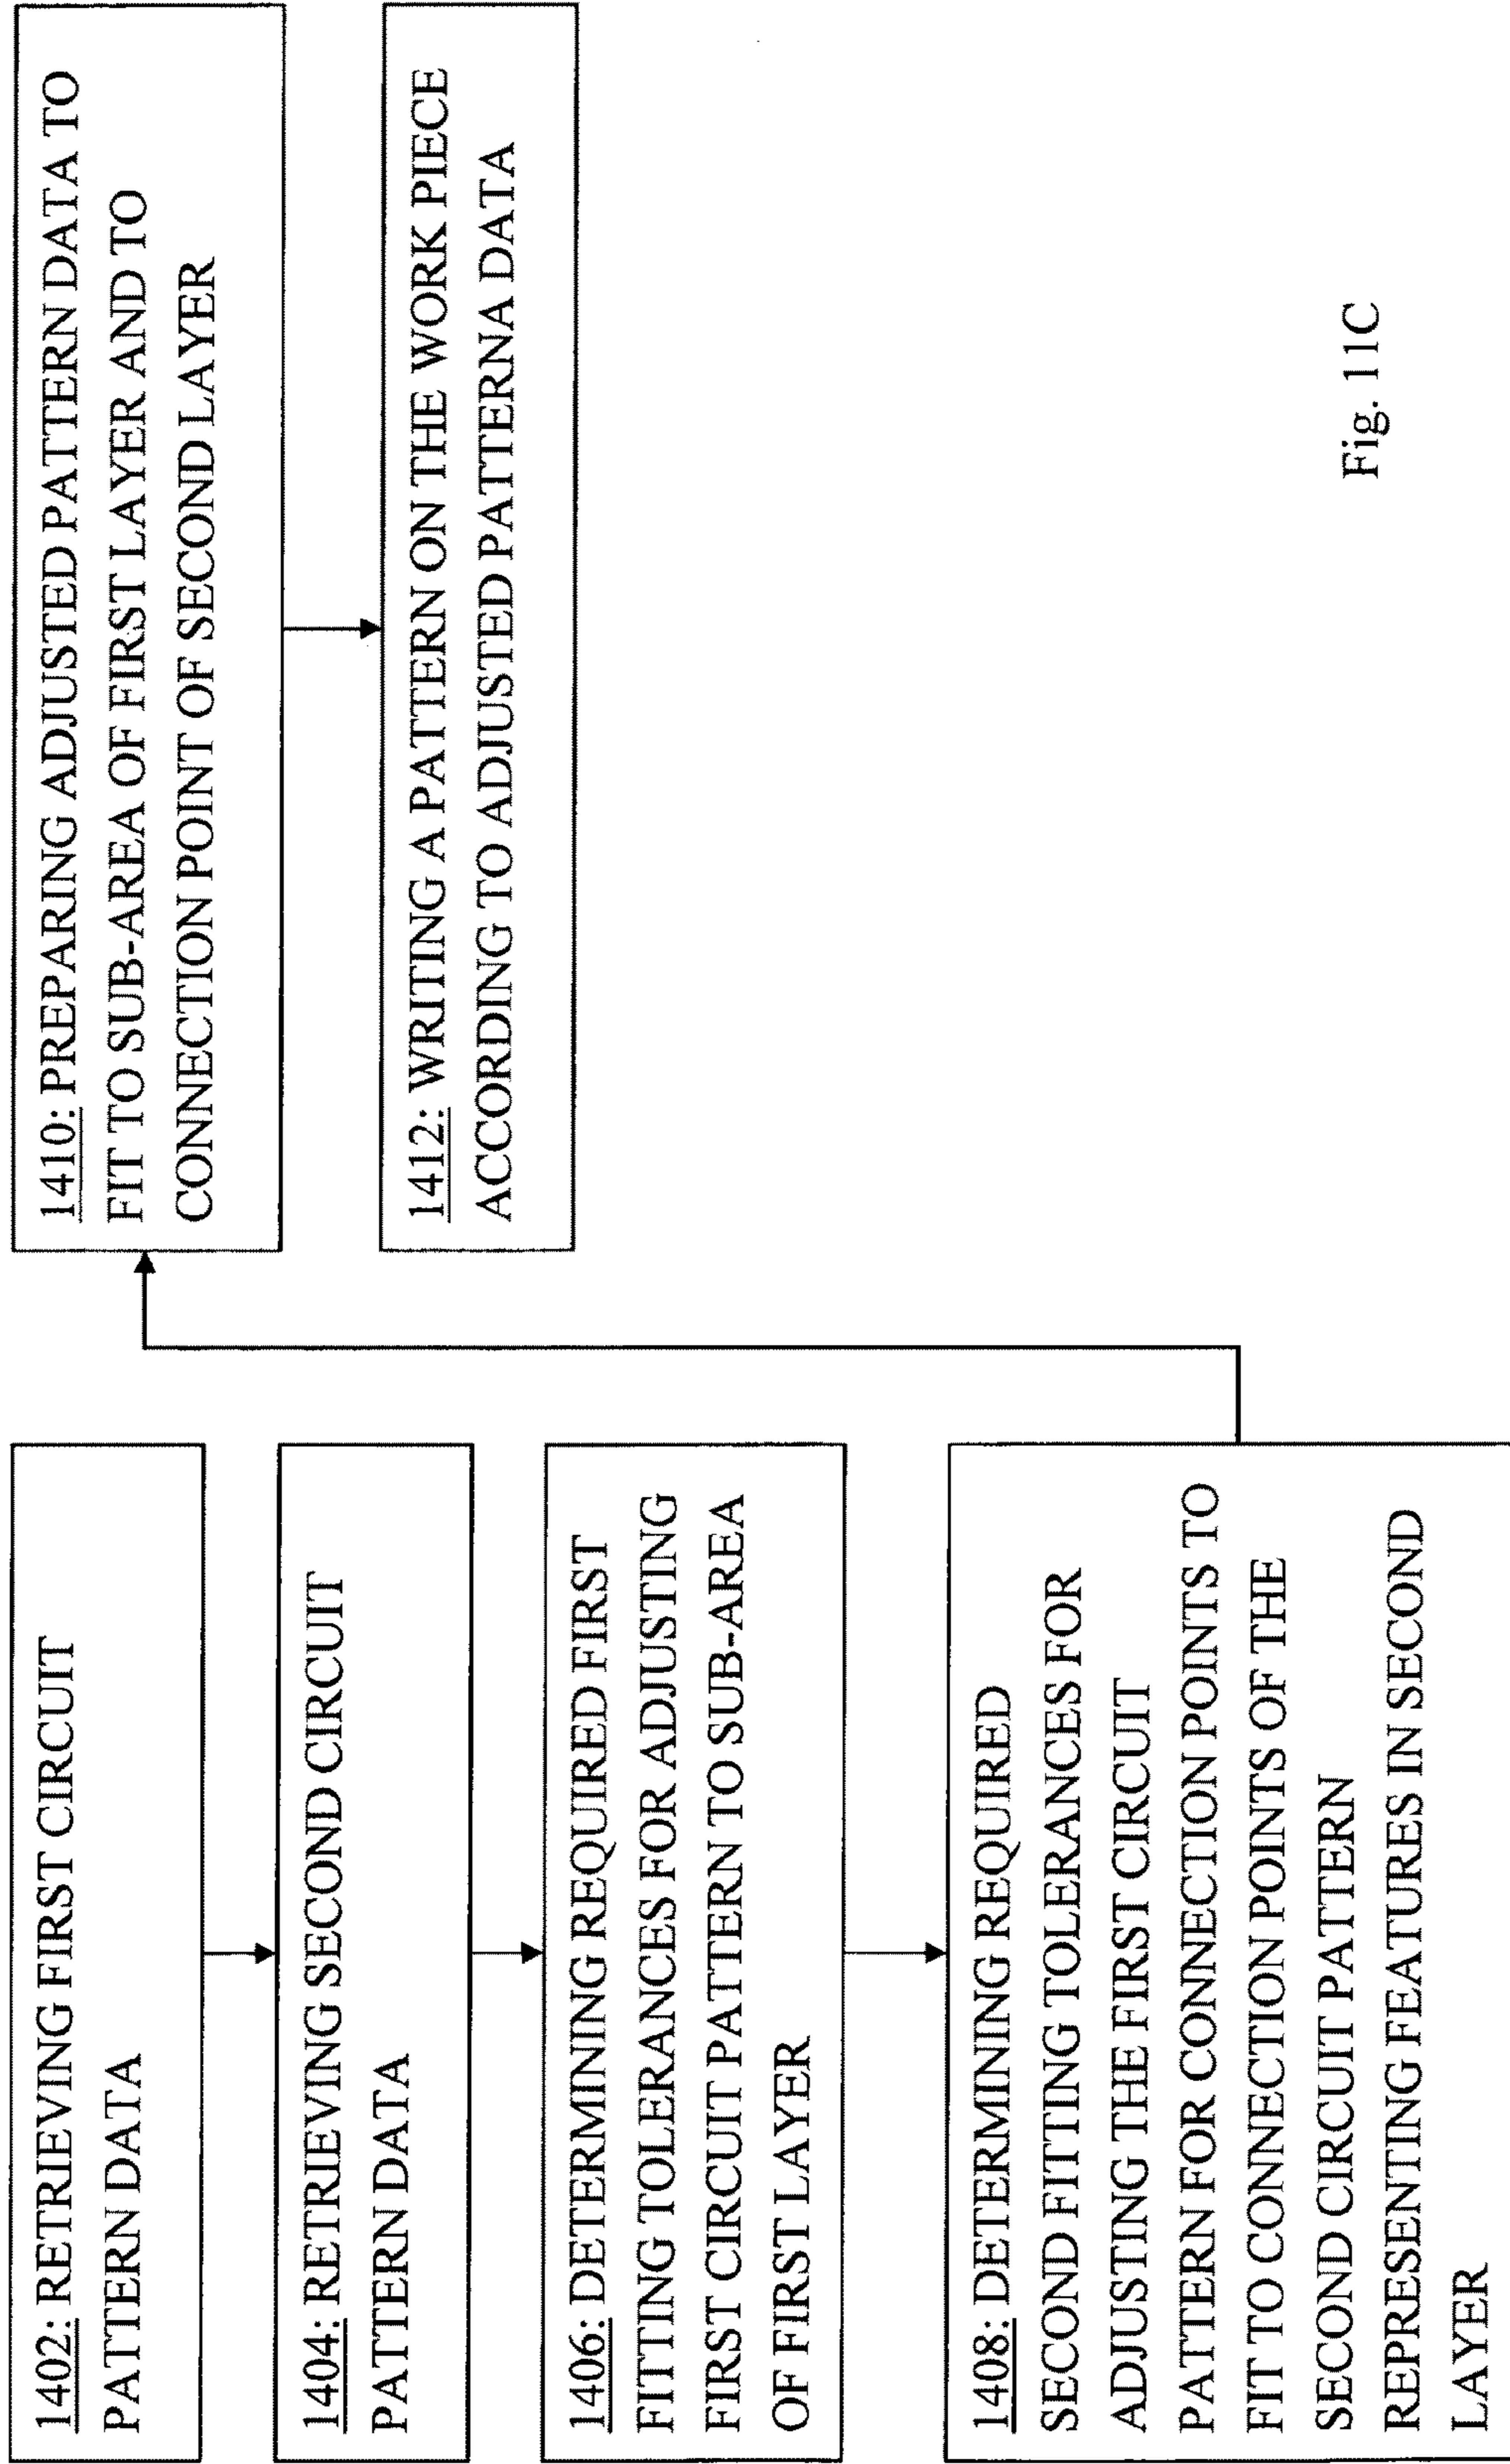 1402: RETRIEVING FIRST CIRCUIT
PATTERN DATA
1404: RETRIEVING SECOND CIRCUIT
PATTERN DATA
1406: DETERMINING REQUIRED FIRST
FITTING TOLERANCES FOR ADJUSTING
FIRST CIRCUIT PATTERN TO SUB-AREA
OF FIRST LAYER
1408: DETERMINING REQUIRED
SECOND FITTING TOLERANCES FOR
ADJUSTING THE FIRST CIRCUIT
PATTERN FOR CONNECTION POINTS TO
FIT TO CONNECTION POINTS OF THE
SECOND CIRCUIT PATTERN
REPRESENTING FEATURES IN SECOND
LAYER
1410: PREPARING ADJUSTED PATTERN DATA TO
FIT TO SUB-AREA OF FIRST LAYER AND TO
CONNECTION POINT OF SECOND LAYER
1412: WRITING A PATTERN ON THE WORK PIECE
ACCORDING TO ADJUSTED PATTERNA DATA
Fig. 11C